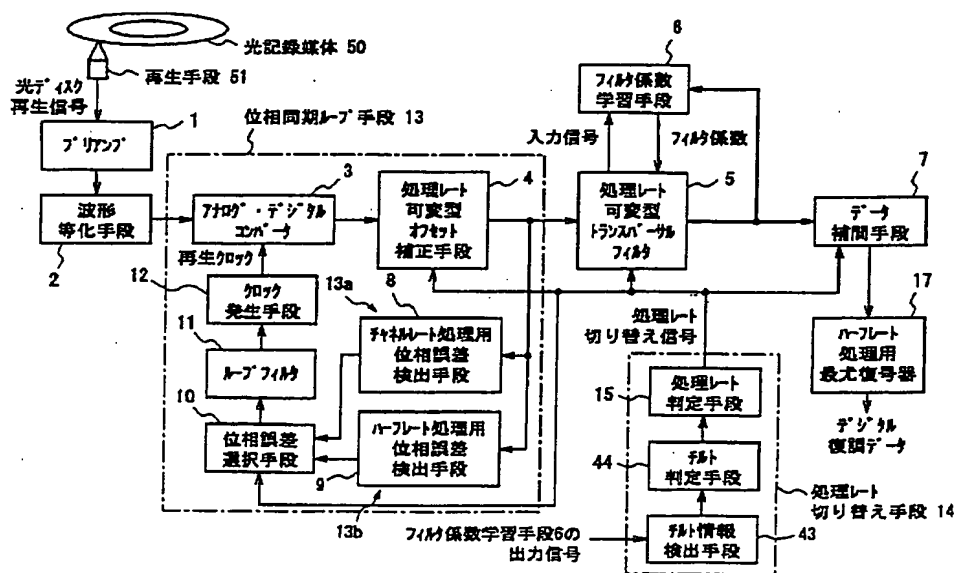 光記録媒体 50
再生手段 51
光ﾃﾞｨｽｸ
再生信号
1
ﾌﾟﾘｱﾝﾌﾟ
波形
等化手段
2
位相同期ﾙｰﾌﾟ手段 13
3
ｱﾅﾛｸﾞ・ﾃﾞｼﾞﾀﾙ
ｺﾝﾊﾞｰﾀ
再生ｸﾛｯｸ
12
ｸﾛｯｸ
発生手段
11
ﾙｰﾌﾟﾌｨﾙﾀ
10
位相誤差
選択手段
4
処理ﾚｰﾄ
可変型
ｵﾌｾｯﾄ
補正手段
13a
8
ﾁｬﾈﾙﾚｰﾄ処理用
位相誤差
検出手段
ﾊｰﾌﾚｰﾄ処理用
位相誤差
検出手段
9
13b
6
ﾌｨﾙﾀ係数
学習手段
入力信号
ﾌｨﾙﾀ係数
5
処理ﾚｰﾄ
可変型
ﾄﾗﾝｽﾊﾞｰｻﾙ
ﾌｨﾙﾀ
7
ﾃﾞｰﾀ
補間手段
17
ﾊｰﾌﾚｰﾄ
処理用
最尤復号器
ﾃﾞｼﾞﾀﾙ
復調ﾃﾞｰﾀ
処理ﾚｰﾄ
切り替え信号
15
処理ﾚｰﾄ
判定手段
44
ﾁﾙﾄ
判定手段
処理ﾚｰﾄ
切り替え手段 14
ﾌｨﾙﾀ係数学習手段6の
出力信号
ﾁﾙﾄ情報
検出手段
43